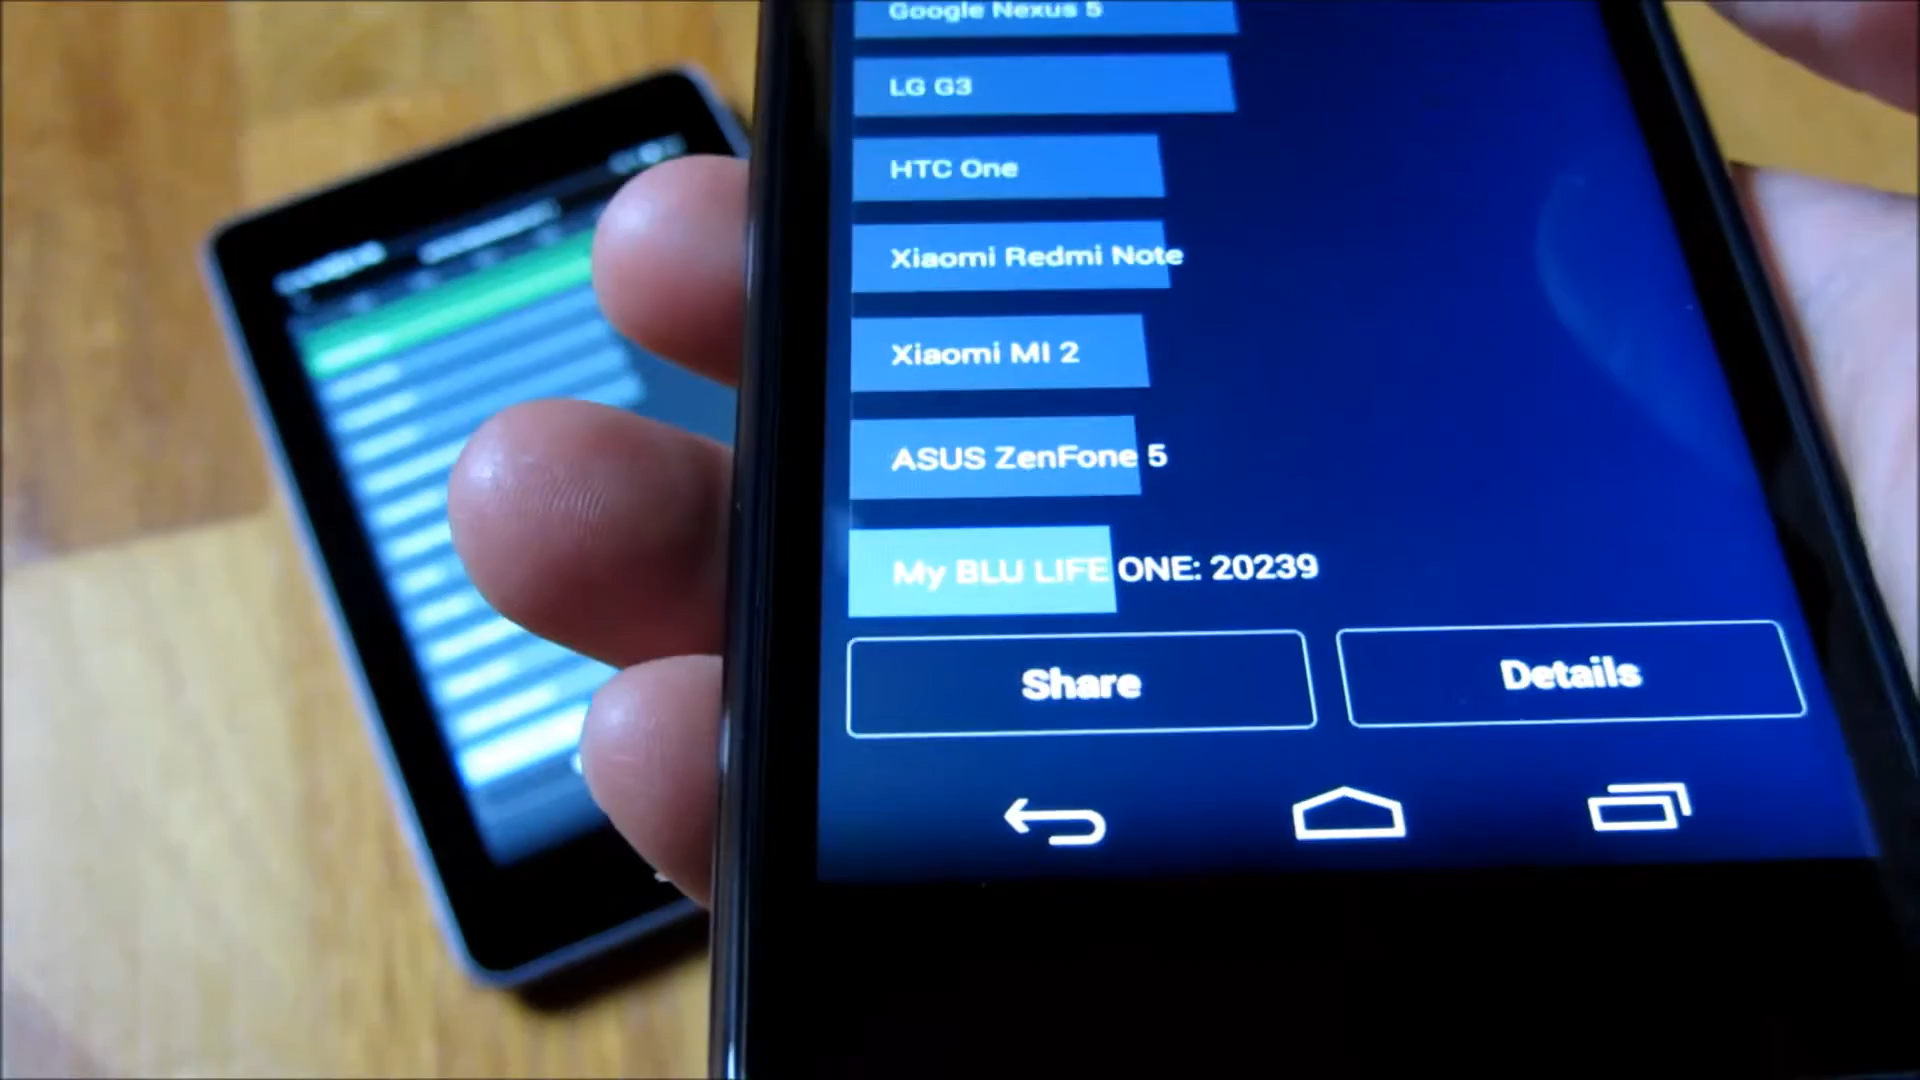 Google Nexus 5
LG G3
HTC One
Xiaomi Redmi Note
Xiaomi MI 2
ASUS ZenFone 5
My BLU LIFE ONE: 20239
Share
Details